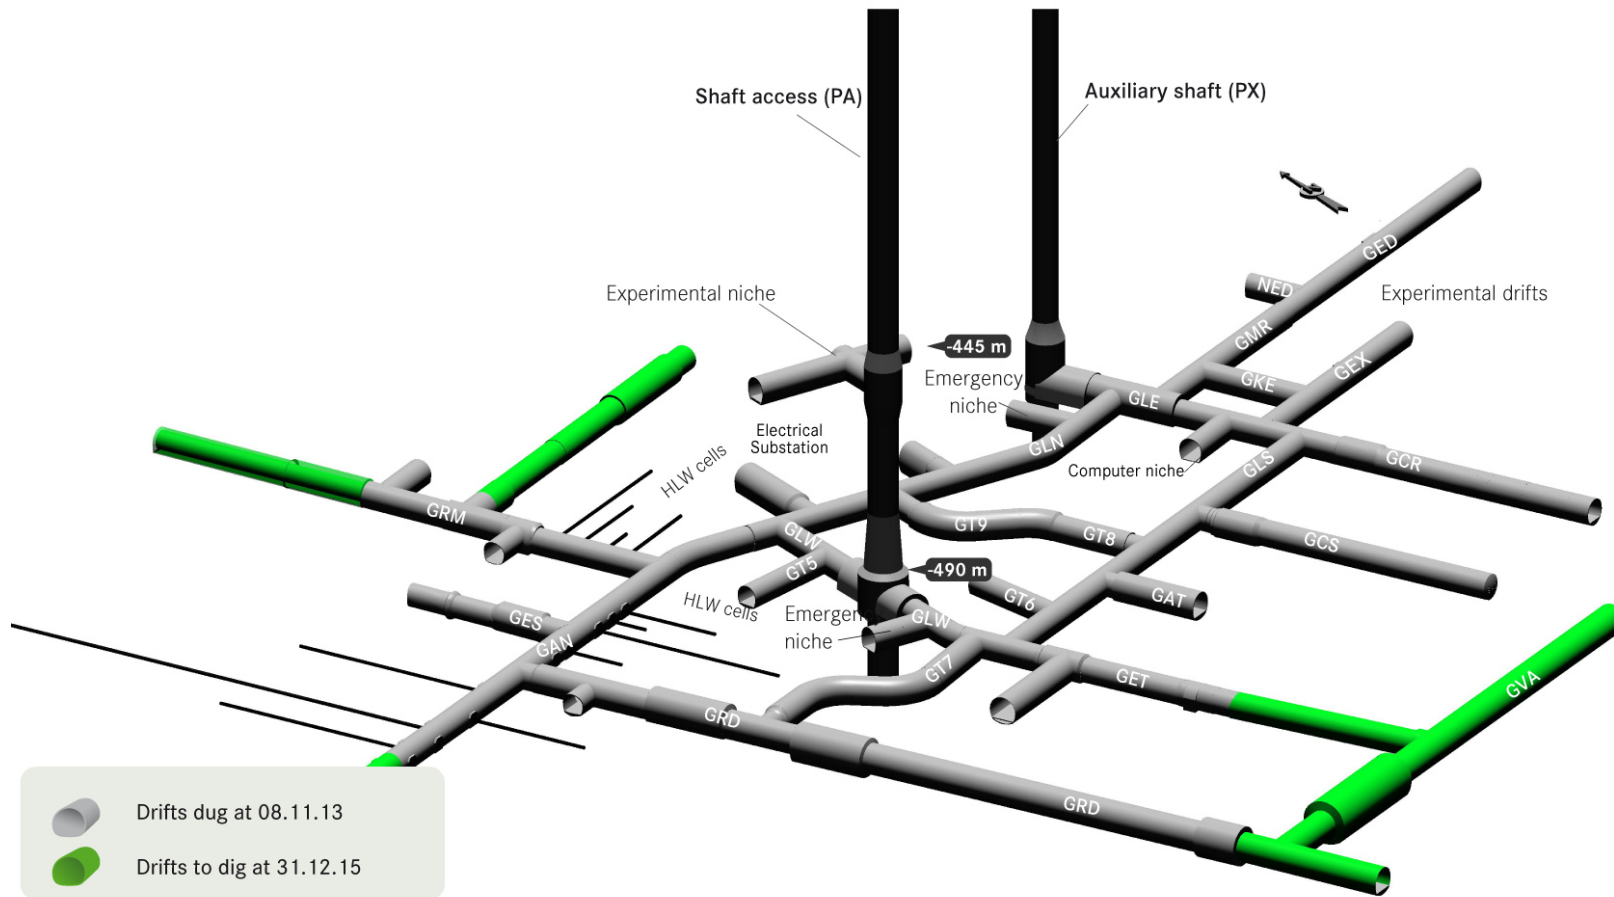 Shaft access (PA)
Auxiliary shaft (PX)
GED
NED
Experimental niche
Experimental drifts
GMR
-445 m
GEX
Emergency
niche
GKE
GLE
Electrical
Substation
GLN
HLW cells
Computer niche
GLS
GCR
GRM
GT9
GLW
GT8
GCS
GT5
-490 m
HLW cells
GT6
GAT
GES
Emergen
niche
GLW
GAN
GT7
GET
GVA
GRD
GRD
Drifts dug at 08.11.13
Drifts to dig at 31.12.15